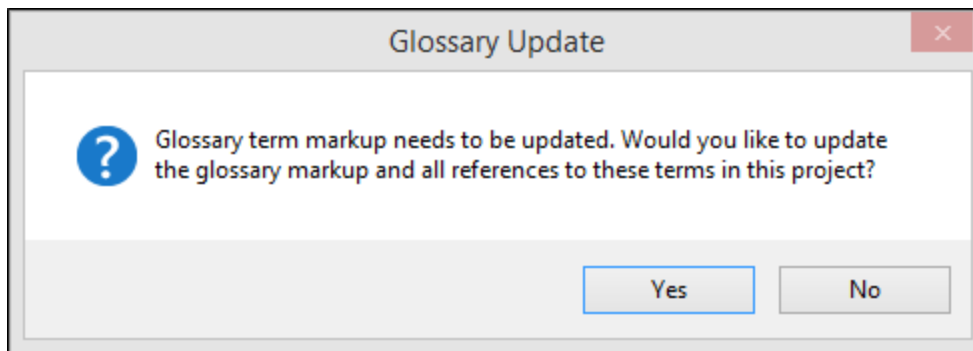 Glossary Update
Glossary term markup needs to be updated. Would you like to update
the glossary markup and all references to these terms in this project?
Yes No